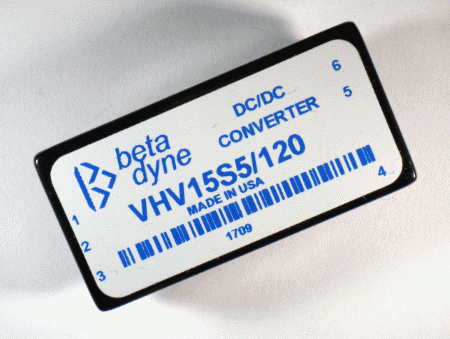 beta
dyne
DC/DC
CONVERTER
VHV15S5/120
MADE IN USA
1709
1
2
3
4
5
6